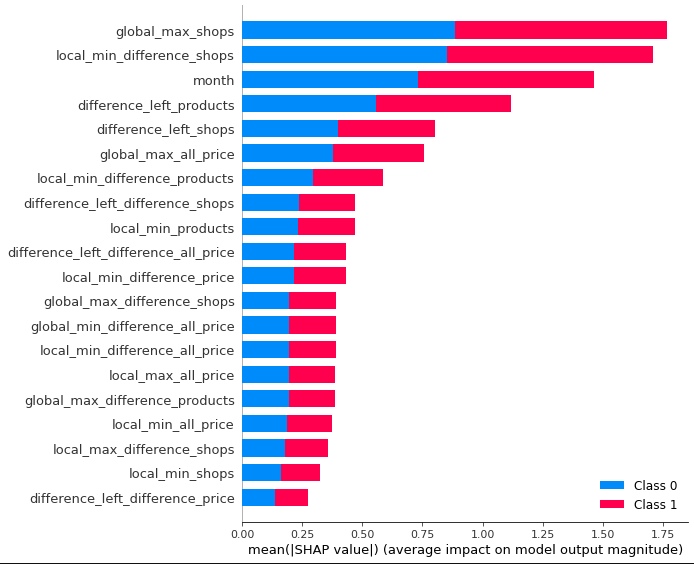 global_max_shops
local_min_difference_shops
month
difference_left_products
difference_left_shops
global_max_all_price
local_min_difference_products
difference_left_difference_shops
local_min_products
difference_left_difference_all_price
local_min_difference_price
global_max_difference_shops
global_min_difference_all_price
local_min_difference_all_price
local_max_all_price
global_max_difference_products
local_min_all_price
local_max_difference_shops
local_min_shops
difference_left_difference_price
Class 0
Class 1
0.00 0.25 0.50 0.75 1.00 1.25 1.50 1.75
mean(|SHAP value|) (average impact on model output magnitude)